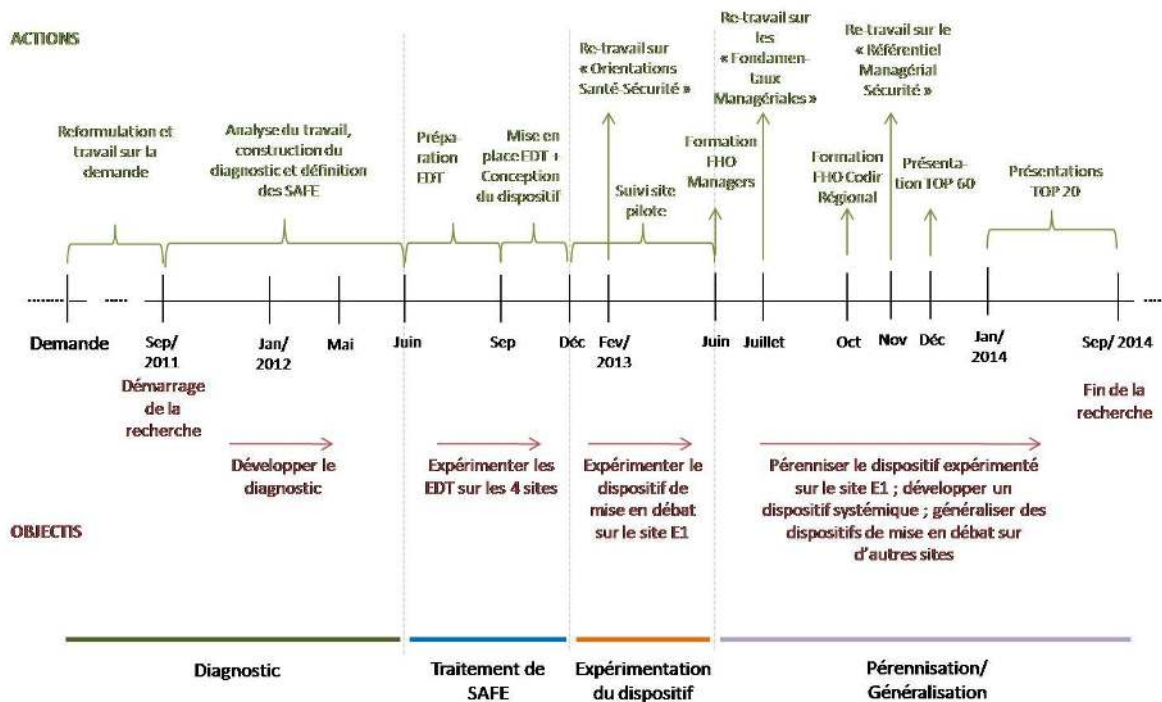 ACTIONS
Reformulation et
travail sur la
demande
Analyse du travail,
construction du
diagnostic et définition
des SAFE
Prépa-
ration
EDT
Mise en
place EDT +
Conception
du dispositif
Re-travail sur
« Orientations
Santé-Sécurité »
Suivi site
pilote
Formation
FHO
Managers
Re-travail sur
les
« Fondamen-
taux
Managériales »
Formation
FHO Codir
Régional
Re-travail sur le
« Référentiel
Managérial
Sécurité »
Présenta-
tion TOP 60
Présentations
TOP 20
Demande
Sep/
2011
Jan/
2012
Mai
Juin
Sep
Déc
Fev/
2013
Juin
Juillet
Oct
Nov
Déc
Jan/
2014
Sep/ 2014
Démarrage
de la
recherche
Fin de la
recherche
Développer le
diagnostic
Expérimenter les
EDT sur les 4 sites
Expérimenter le
dispositif de
mise en débat
sur le site E1
Pérenniser le dispositif expérimenté
sur le site E1 ; développer un
dispositif systémique ; généraliser des
dispositifs de mise en débat sur
d'autres sites
OBJECTIS
Diagnostic
Traitement de
SAFE
Expérimentation
du dispositif
Pérennisation/
Généralisation